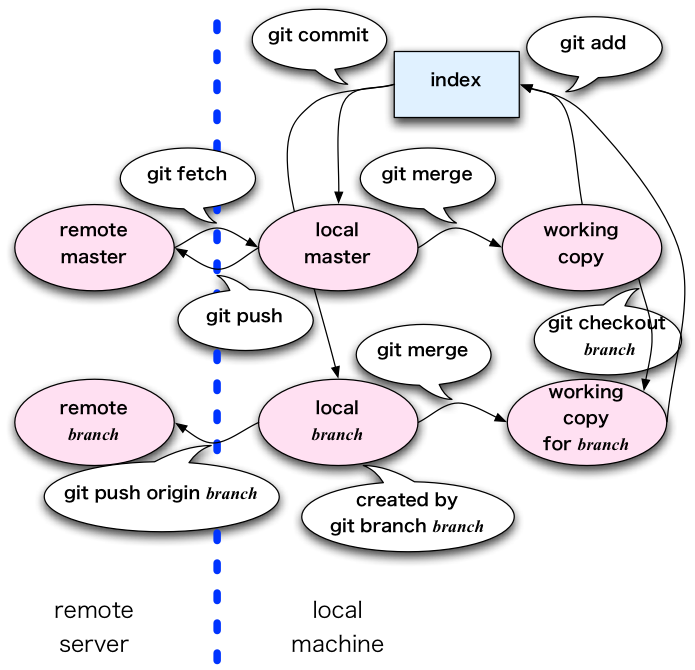 git commit
git add
index
git fetch
git merge
remote
master
local
master
working
copy
git push
git checkout
branch
git merge
remote
branch
local
branch
working
copy
for branch
git push origin branch
created by
git branch branch
remote
server
local
machine